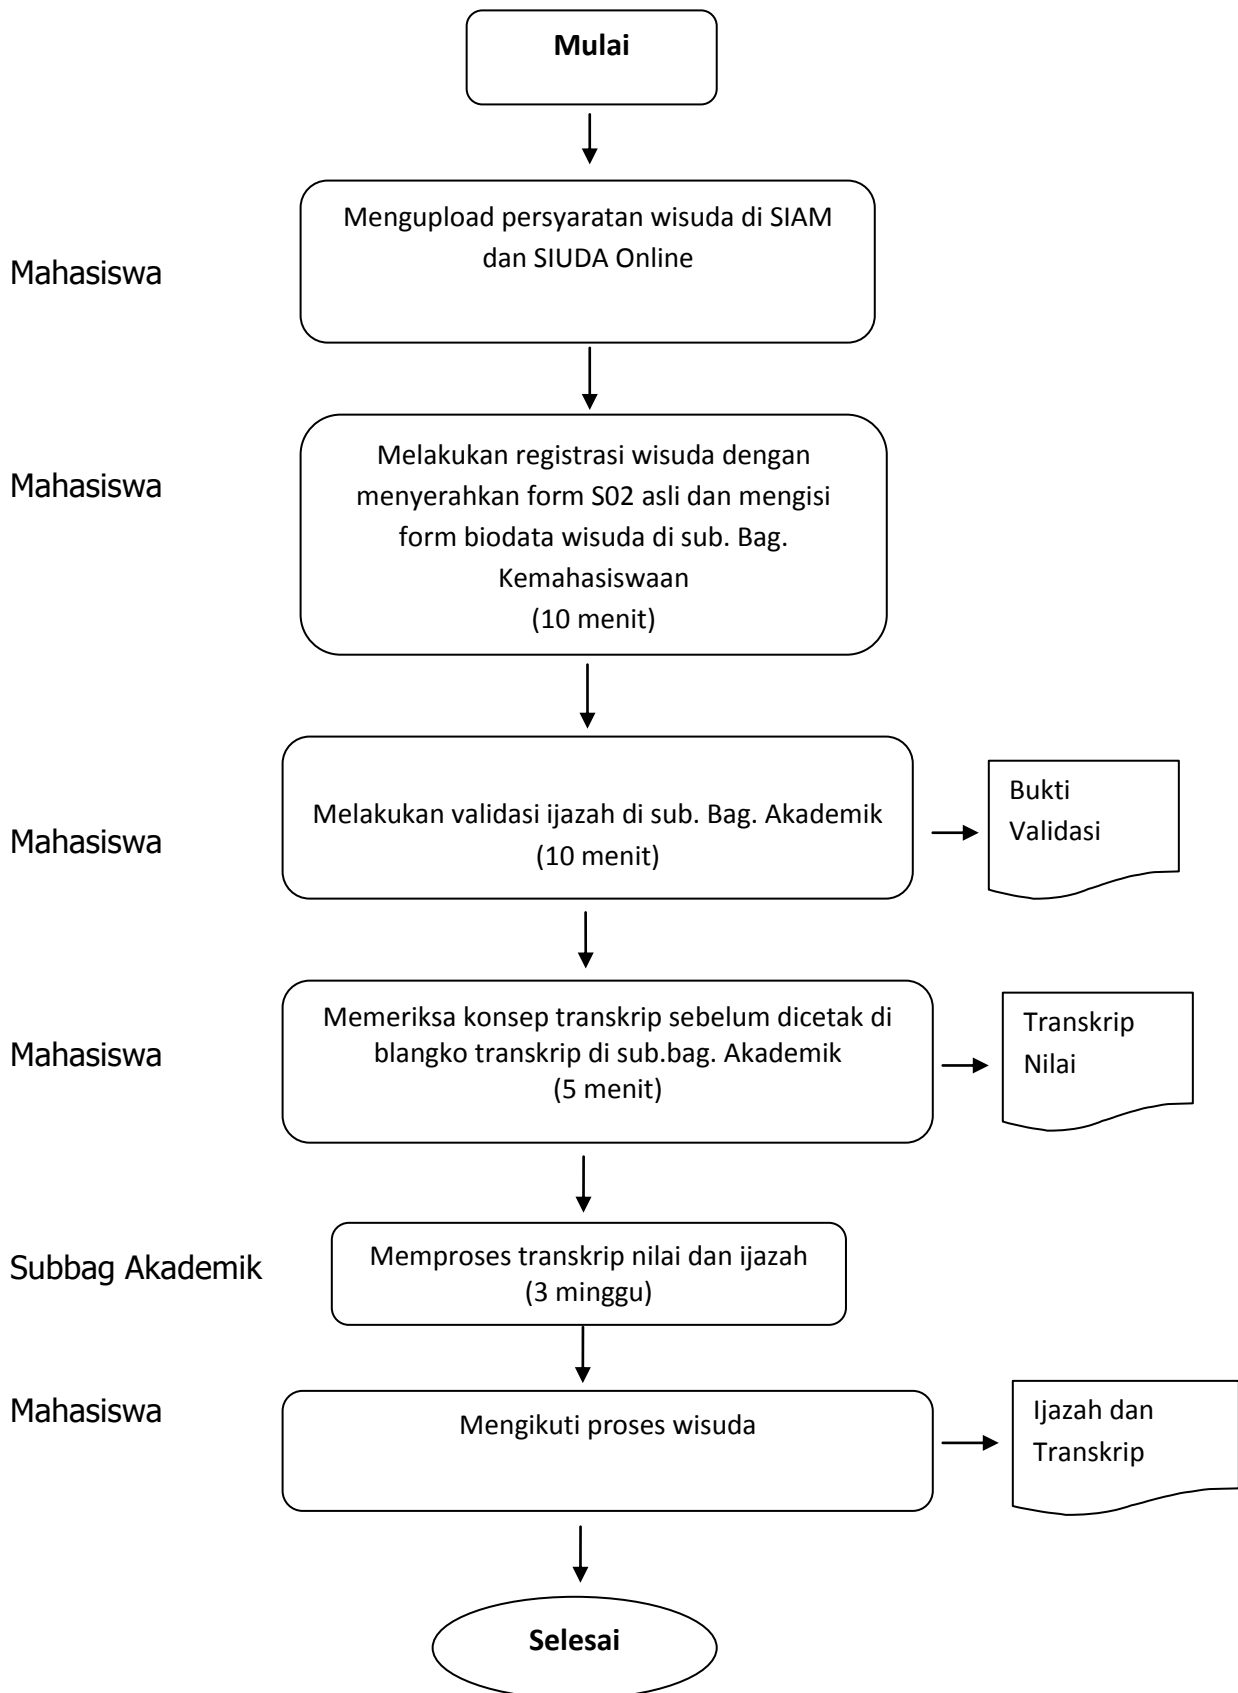 Mulai
Mengupload persyaratan wisuda di SIAM
dan SIUDA Online
Mahasiswa
Melakukan registrasi wisuda dengan
menyerahkan form S02 asli dan mengisi
form biodata wisuda di sub. Bag.
Kemahasiswaan
(10 menit)
Mahasiswa
Melakukan validasi ijazah di sub. Bag. Akademik
(10 menit)
Mahasiswa
Bukti
Validasi
Memeriksa konsep transkrip sebelum dicetak di
blangko transkrip di sub.bag. Akademik
(5 menit)
Mahasiswa
Transkrip
Nilai
Subbag Akademik
Memproses transkrip nilai dan ijazah
(3 minggu)
Mahasiswa
Mengikuti proses wisuda
Ijazah dan
Transkrip
Selesai